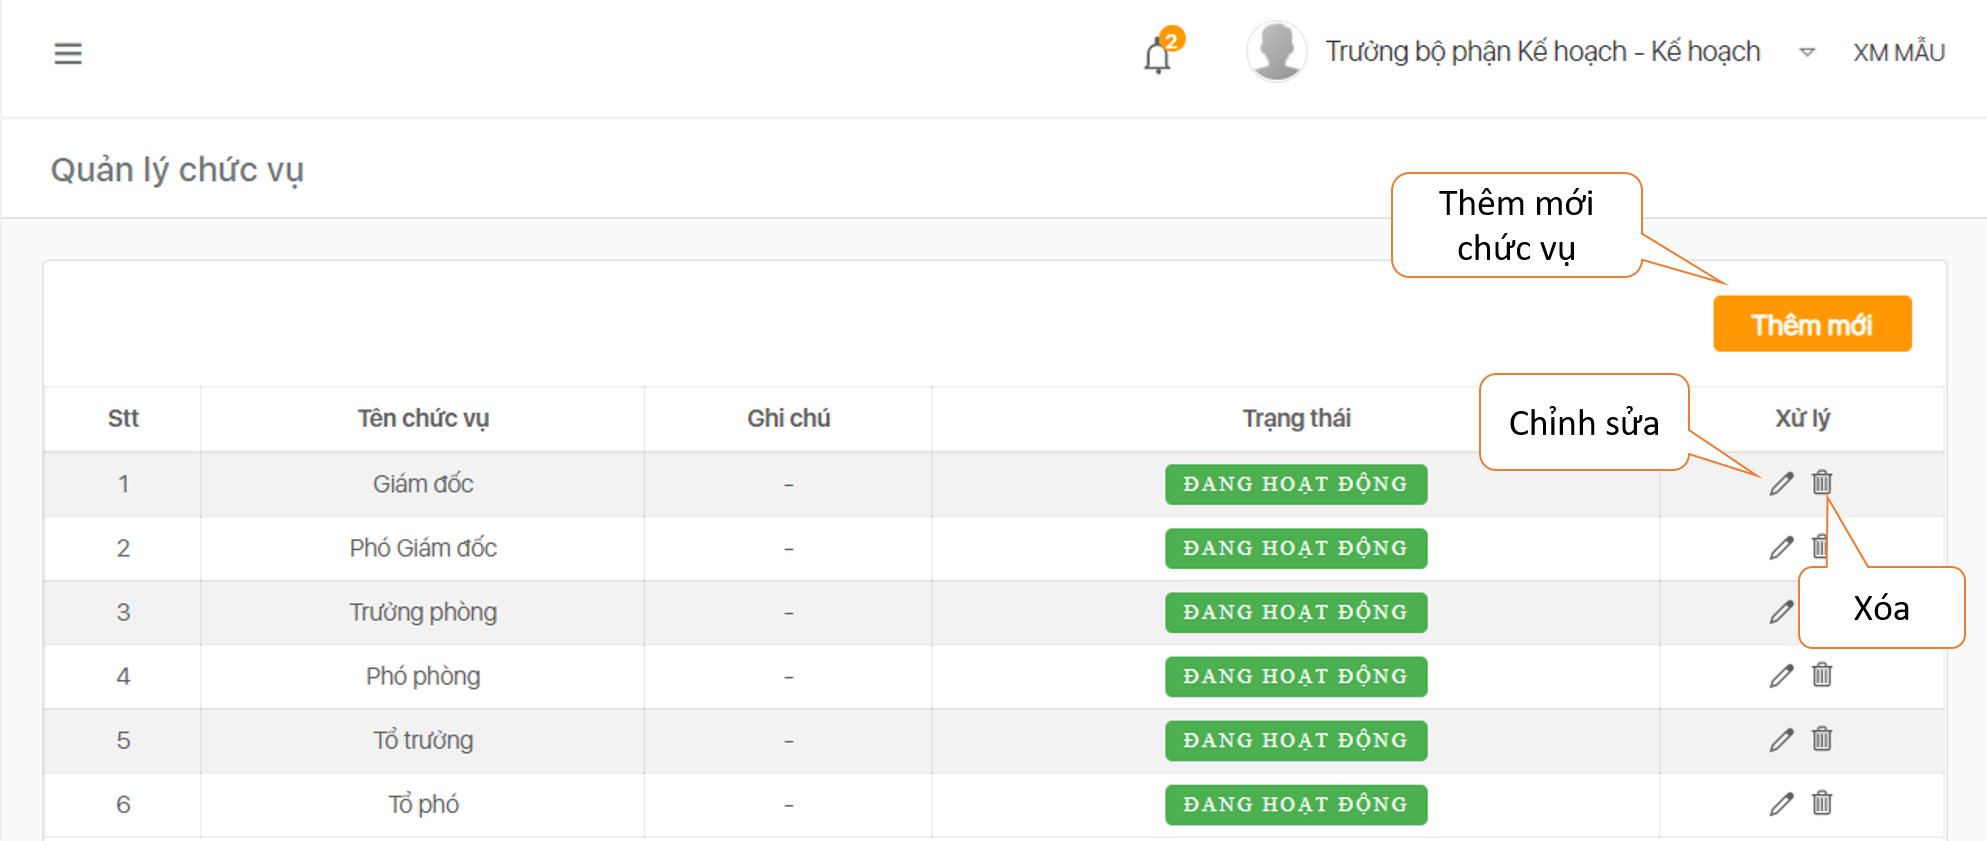 2
Trưởng bộ phận Kế hoạch - Kế hoạch
XM MẪU
Quản lý chức vụ
Thêm mới
chức vụ
Thêm mới
Stt Tên chức vụ Ghi chú Trạng thái Xử lý
Chỉnh sửa
1 Giám đốc - ĐANG HOẠT ĐỘNG
2 Phó Giám đốc - ĐANG HOẠT ĐỘNG
3 Trưởng phòng - ĐANG HOẠT ĐỘNG
Xóa
4 Phó phòng - ĐANG HOẠT ĐỘNG
5 Tổ trưởng - ĐANG HOẠT ĐỘNG
6 Tổ phó - ĐANG HOẠT ĐỘNG